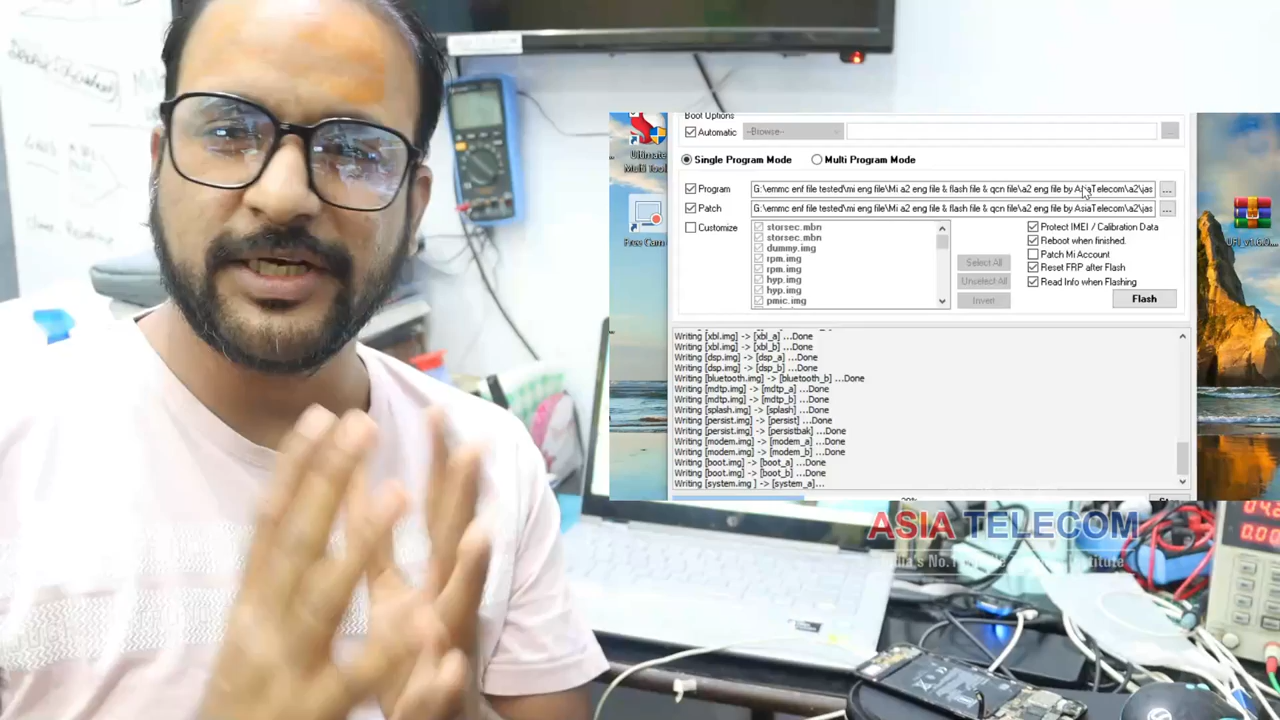 Boot Options
Automatic
--Browse--
...
Single Program Mode
Multi Program Mode
Program
G:\emmc enf file tested\mi eng file\Mi a2 eng file & flash file & qcn file\a2 eng file by AsiaTelecom\a2\jas
...
Patch
G:\emmc enf file tested\mi eng file\Mi a2 eng file & flash file & qcn file\a2 eng file by AsiaTelecom\a2\jas
...
Customize
storsec.mbn
storsec.mbn
dummy.img
rpm.img
rpm.img
hyp.img
hyp.img
pmic.img
Select All
Unselect All
Invert
Protect IMEI / Calibration Data
Reboot when finished.
Patch Mi Account
Reset FRP after Flash
Read Info when Flashing
Flash
Writing [xbl.img] -> [xbl_a] ...Done
Writing [xbl.img] -> [xbl_b] ...Done
Writing [dsp.img] -> [dsp_a] ...Done
Writing [dsp.img] -> [dsp_b] ...Done
Writing [bluetooth.img] -> [bluetooth_b] ...Done
Writing [mdtp.img] -> [mdtp_a] ...Done
Writing [mdtp.img] -> [mdtp_b] ...Done
Writing [splash.img] -> [splash] ...Done
Writing [persist.img] -> [persist] ...Done
Writing [persist.img] -> [persistbak] ...Done
Writing [modem.img] -> [modem_a] ...Done
Writing [modem.img] -> [modem_b] ...Done
Writing [boot.img] -> [boot_a] ...Done
Writing [boot.img] -> [boot_b] ...Done
Writing [system.img ] -> [system_a]...
Ultimate
Multi Tool
Free Cam
ASIA TELECOM